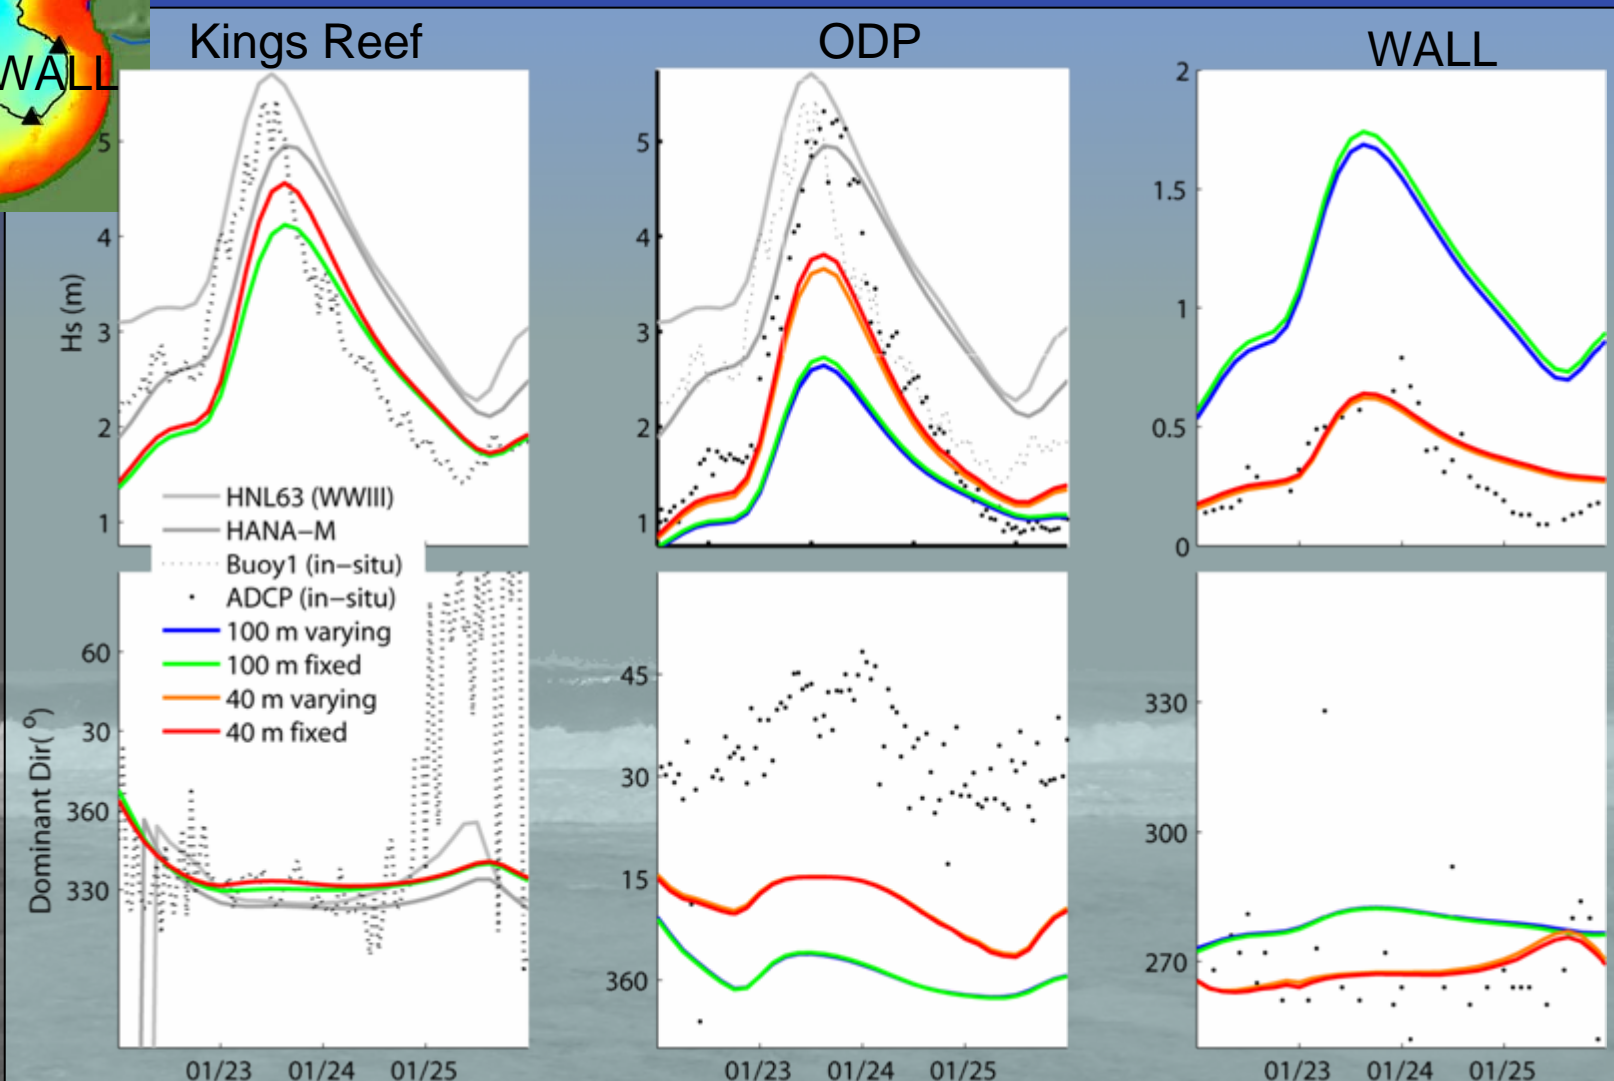 WALL
Kings Reef
ODP
WALL
Hs (m)
5
4
3
2
1
5
4
3
2
1
2
1.5
1
0.5
0
HNL63 (WWIII)
HANA−M
Buoy1 (in−situ)
ADCP (in−situ)
100 m varying
100 m fixed
40 m varying
40 m fixed
Dominant Dir(°)
60
30
360
330
45
30
15
360
330
300
270
01/23 01/24 01/25
01/23 01/24 01/25
01/23 01/24 01/25